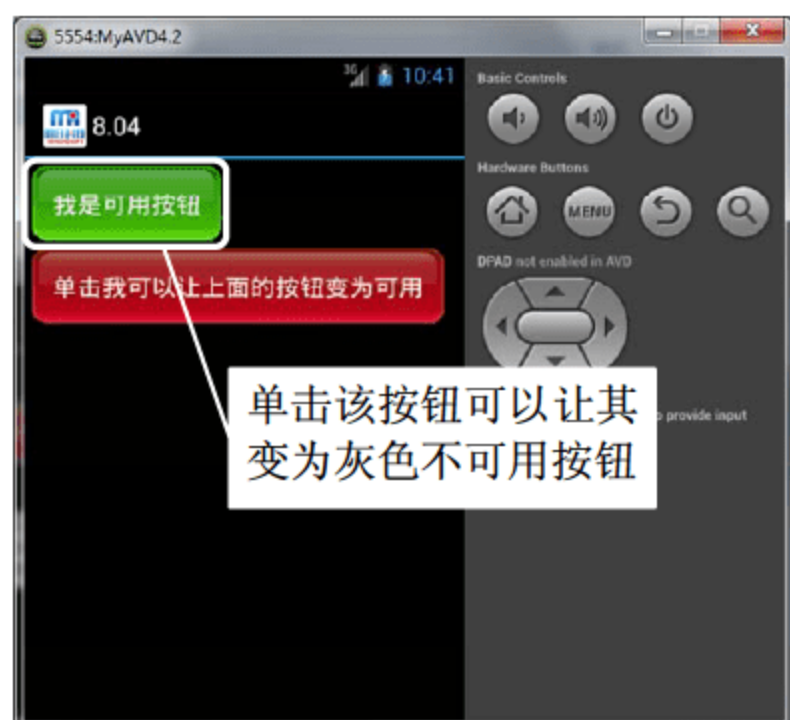 5554:MyAVD4.2
3G 10:41
8.04
Basic Controls
Hardware Buttons
MENU
DPAD not enabled in AVD
我是可用按钮
单击我可以让上面的按钮变为可用
单击该按钮可以让其
变为灰色不可用按钮
to provide input